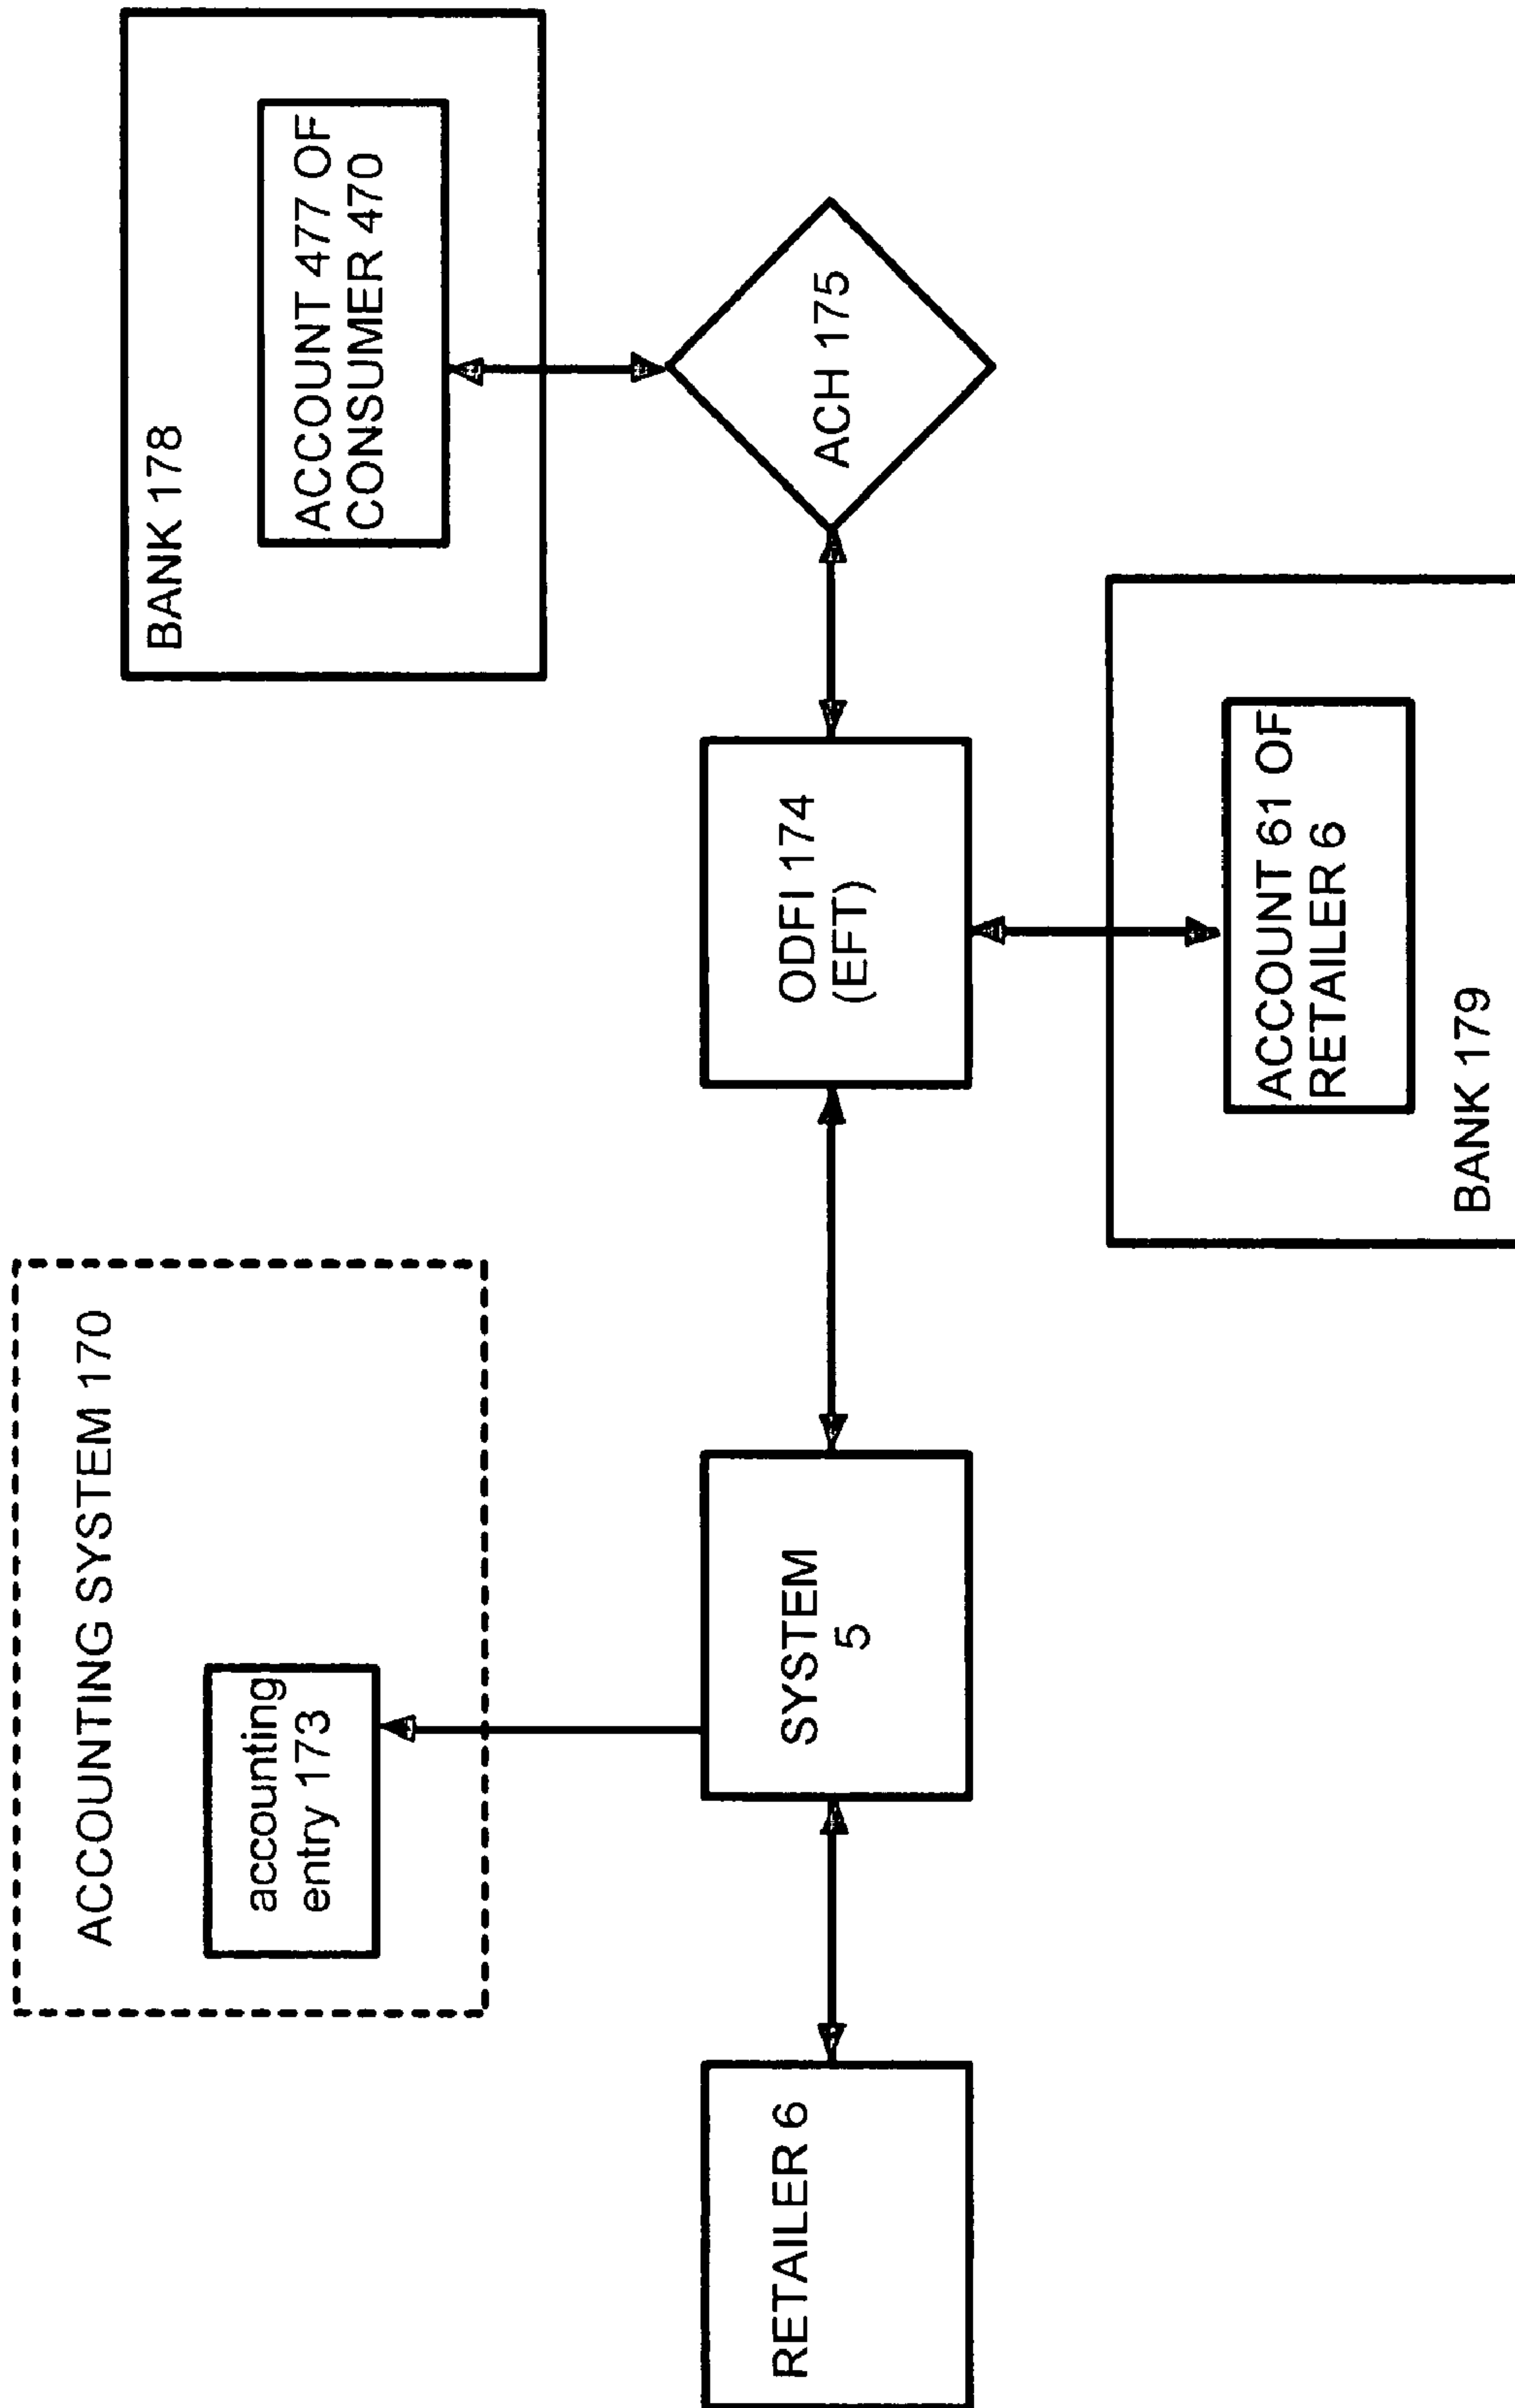 ACCOUNTING SYSTEM 170
accounting
entry 173
BANK 178
ACCOUNT 477 OF
CONSUMER 470
RETAILER 6
SYSTEM
5
ODFI 174
(EFT)
ACH 175
ACCOUNT 61 OF
RETAILER 6
BANK 179